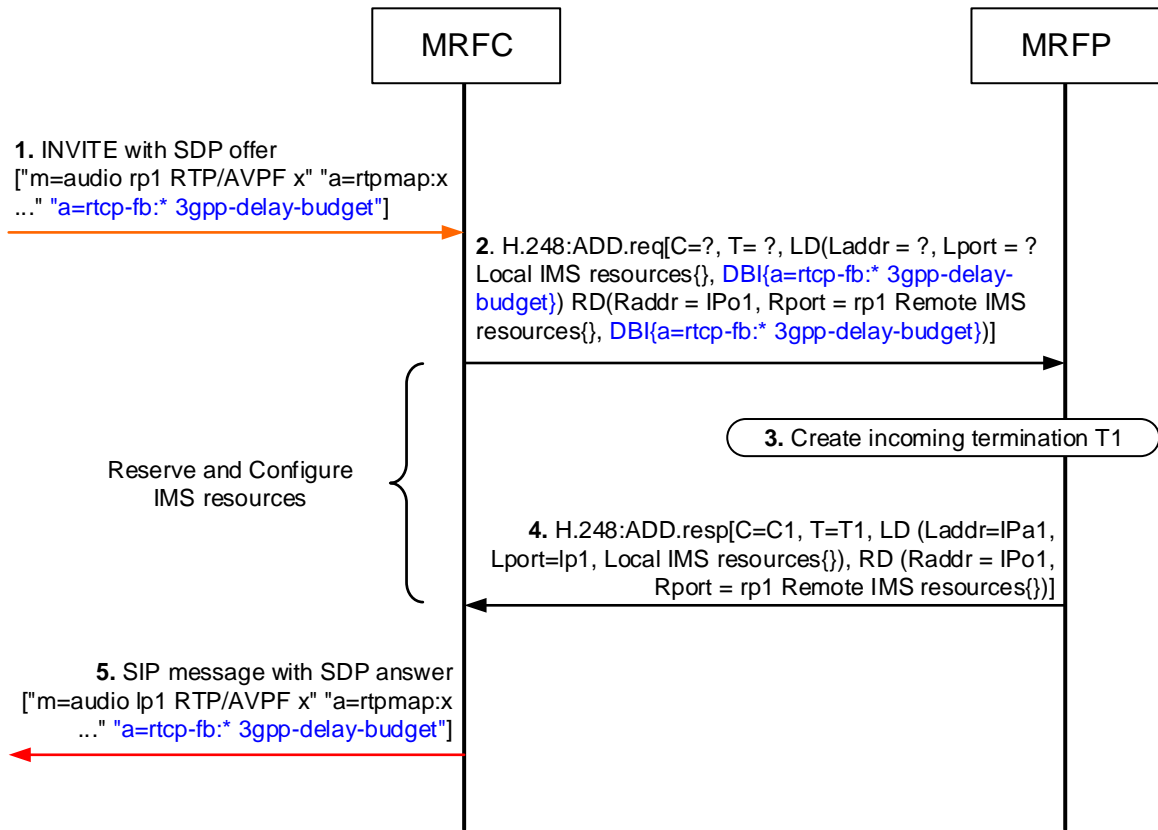 MRFC
MRFP
1. INVITE with SDP offer
["m=audio rp1 RTP/AVPF x" "a=rtpmap:x
..." "a=rtcp-fb:* 3gpp-delay-budget"]
2. H.248:ADD.req[C=?, T= ?, LD(Laddr = ?, Lport = ?
Local IMS resources{}, DBI{a=rtcp-fb:* 3gpp-delay-
budget}) RD(Raddr = IPo1, Rport = rp1 Remote IMS
resources{}, DBI{a=rtcp-fb:* 3gpp-delay-budget})]
3. Create incoming termination T1
Reserve and Configure
IMS resources
4. H.248:ADD.resp[C=C1, T=T1, LD (Laddr=IPa1,
Lport=lp1, Local IMS resources{}), RD (Raddr = IPo1,
Rport = rp1 Remote IMS resources{})]
5. SIP message with SDP answer
["m=audio lp1 RTP/AVPF x" "a=rtpmap:x
..." "a=rtcp-fb:* 3gpp-delay-budget"]